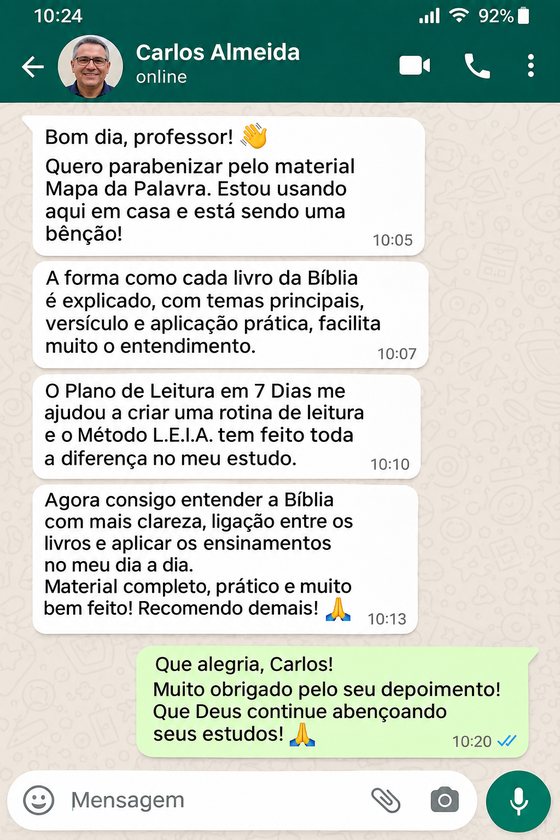 10:24
92%
Carlos Almeida
online
Bom dia, professor! 👋
Quero parabenizar pelo material
Mapa da Palavra. Estou usando
aqui em casa e está sendo uma
bênção!
10:05
A forma como cada livro da Bíblia
é explicado, com temas principais,
versículo e aplicação prática, facilita
muito o entendimento.
10:07
O Plano de Leitura em 7 Dias me
ajudou a criar uma rotina de leitura
e o Método L.E.I.A. tem feito toda
a diferença no meu estudo.
10:10
Agora consigo entender a Bíblia
com mais clareza, ligação entre os
livros e aplicar os ensinamentos
no meu dia a dia.
Material completo, prático e muito
bem feito! Recomendo demais! 🙏
10:13
Que alegria, Carlos!
Muito obrigado pelo seu depoimento!
Que Deus continue abençoando
seus estudos! 🙏
10:20
Mensagem